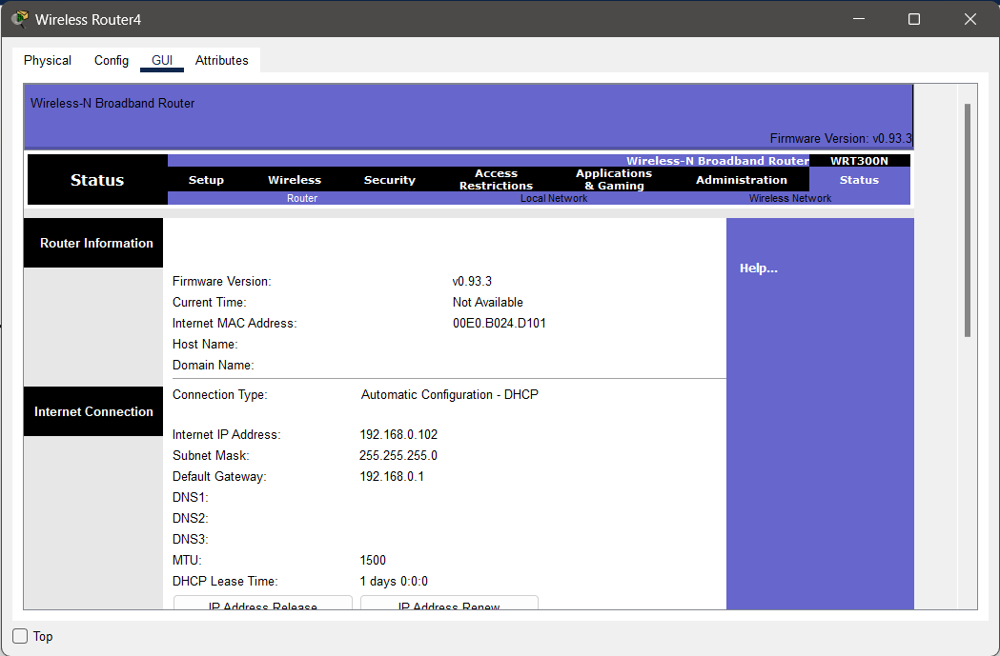 Wireless Router4
Physical Config GUI Attributes
Wireless-N Broadband Router
Firmware Version: v0.93.3
Wireless-N Broadband Router WRT300N
Status Setup Wireless Security Access Restrictions Applications & Gaming Administration Status
Router Local Network Wireless Network
Router Information
Help...
Firmware Version: v0.93.3
Current Time: Not Available
Internet MAC Address: 00E0.B024.D101
Host Name:
Domain Name:
Internet Connection
Connection Type: Automatic Configuration - DHCP
Internet IP Address: 192.168.0.102
Subnet Mask: 255.255.255.0
Default Gateway: 192.168.0.1
DNS1:
DNS2:
DNS3:
MTU: 1500
DHCP Lease Time: 1 days 0:0:0
IP Address Release IP Address Renew
Top